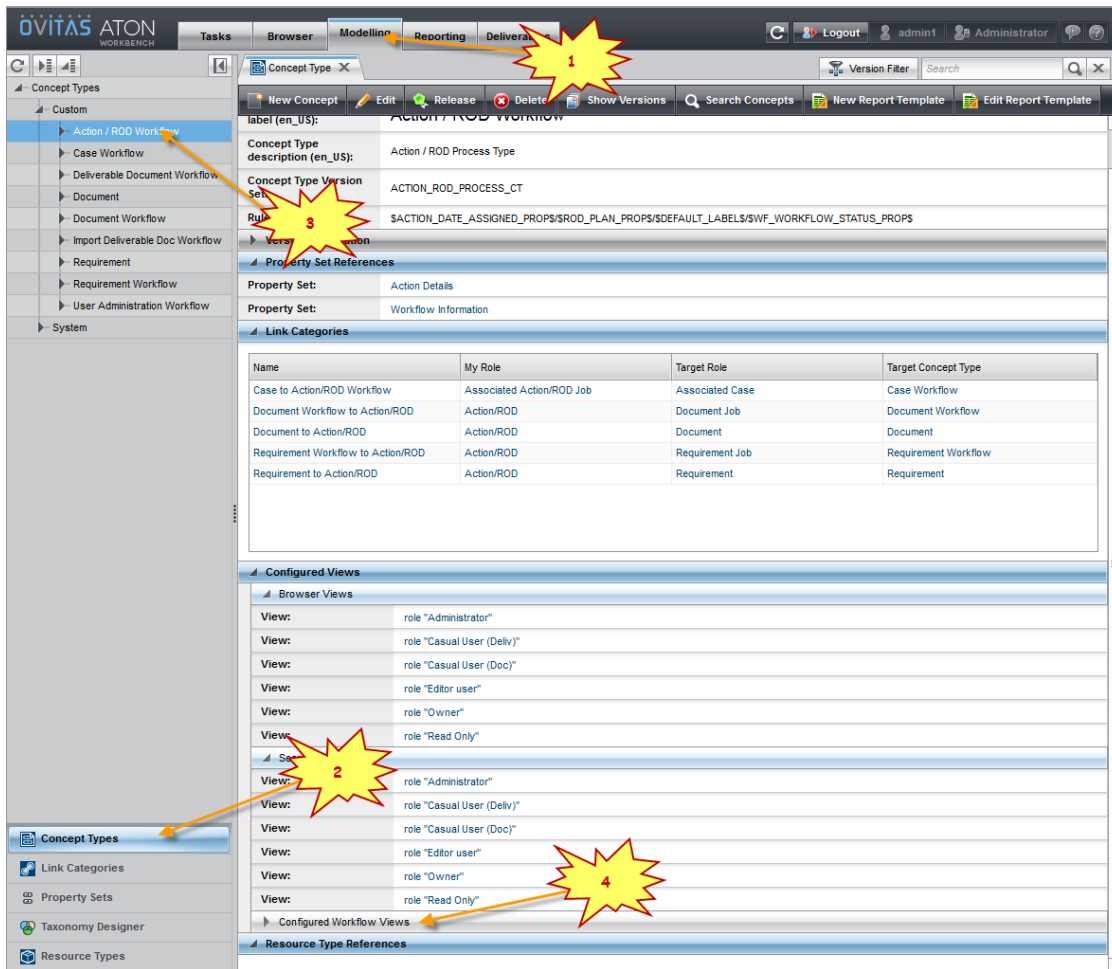 OVITAS ATON
WORKBENCH
Tasks Browser Modelling Reporting
Logout admin1 Administrator
1
Concept Type X
Version Filter Search
New Concept Edit Release Delete Show Versions Search Concepts New Report Template Edit Report Template
Concept Types
Custom
Action / ROD Workflow
Case Workflow
Deliverable Document Workflow
Document
Document Workflow
Import Deliverable Doc Workflow
Requirement
Requirement Workflow
User Administration Workflow
System
3
label (en_US): Action / ROD Workflow
Concept Type
description (en_US): Action / ROD Process Type
Concept Type Version
ACTION_ROD_PROCESS_CT
$ACTION_DATE_ASSIGNED_PROP$/$ROD_PLAN_PROP$/$DEFAULT_LABEL$/$WF_WORKFLOW_STATUS_PROP$
Property Set References
Property Set: Action Details
Property Set: Workflow Information
Link Categories
Name My Role Target Role Target Concept Type
Case to Action/ROD Workflow Associated Action/ROD Job Associated Case Case Workflow
Document Workflow to Action/ROD Action/ROD Document Job Document Workflow
Document to Action/ROD Action/ROD Document Document
Requirement Workflow to Action/ROD Action/ROD Requirement Job Requirement Workflow
Requirement to Action/ROD Action/ROD Requirement Requirement
Configured Views
Browser Views
View: role "Administrator"
View: role "Casual User (Deliv)"
View: role "Casual User (Doc)"
View: role "Editor user"
View: role "Owner"
View: role "Read Only"
2
View: role "Administrator"
View: role "Casual User (Deliv)"
View: role "Casual User (Doc)"
View: role "Editor user"
View: role "Owner"
View: role "Read Only"
4
Configured Workflow Views
Resource Type References
Concept Types
Link Categories
Property Sets
Taxonomy Designer
Resource Types